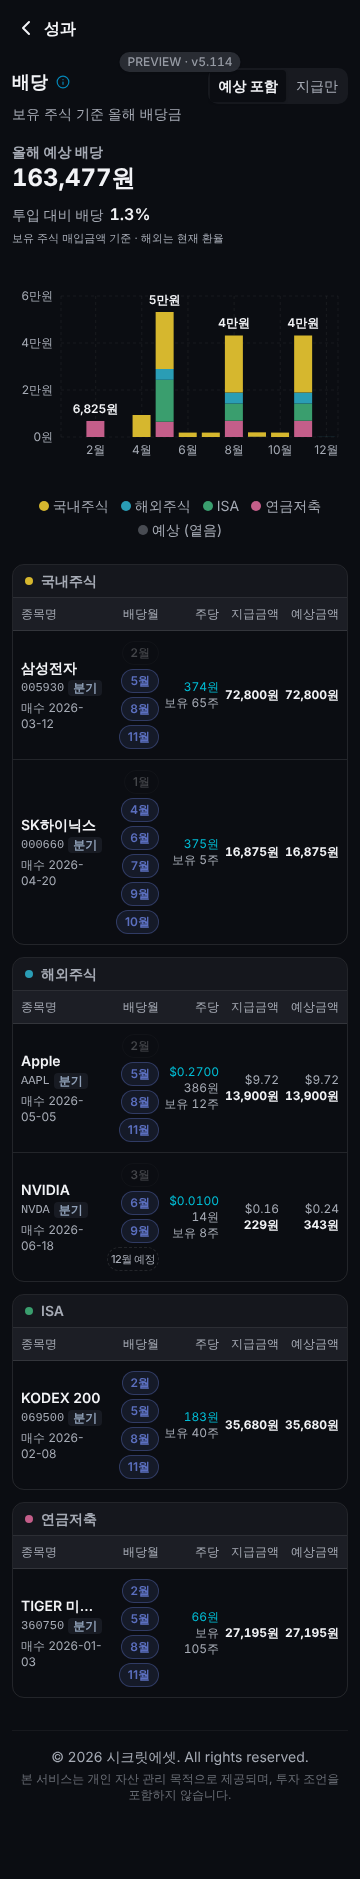 성과
PREVIEW · v5.114
배당
예상 포함 지급만
보유 주식 기준 올해 배당금
올해 예상 배당
163,477원
투입 대비 배당 1.3%
보유 주식 매입금액 기준 · 해외는 현재 환율
6만원
4만원
2만원
0원
6,825원
5만원
4만원
4만원
2월 4월 6월 8월 10월 12월
국내주식 해외주식 ISA 연금저축
예상 (옅음)
국내주식
종목명 배당월 주당 지급금액 예상금액
삼성전자
005930 분기
매수 2026-
03-12
2월
5월
8월
11월
374원
보유 65주
72,800원 72,800원
SK하이닉스
000660 분기
매수 2026-
04-20
1월
4월
6월
7월
9월
10월
375원
보유 5주
16,875원 16,875원
해외주식
종목명 배당월 주당 지급금액 예상금액
Apple
AAPL 분기
매수 2026-
05-05
2월
5월
8월
11월
$0.2700
386원
보유 12주
$9.72
13,900원
$9.72
13,900원
NVIDIA
NVDA 분기
매수 2026-
06-18
3월
6월
9월
12월 예정
$0.0100
14원
보유 8주
$0.16
229원
$0.24
343원
ISA
종목명 배당월 주당 지급금액 예상금액
KODEX 200
069500 분기
매수 2026-
02-08
2월
5월
8월
11월
183원
보유 40주
35,680원 35,680원
연금저축
종목명 배당월 주당 지급금액 예상금액
TIGER 미...
360750 분기
매수 2026-01-
03
2월
5월
8월
11월
66원
보유
105주
27,195원 27,195원
© 2026 시크릿에셋. All rights reserved.
본 서비스는 개인 자산 관리 목적으로 제공되며, 투자 조언을
포함하지 않습니다.